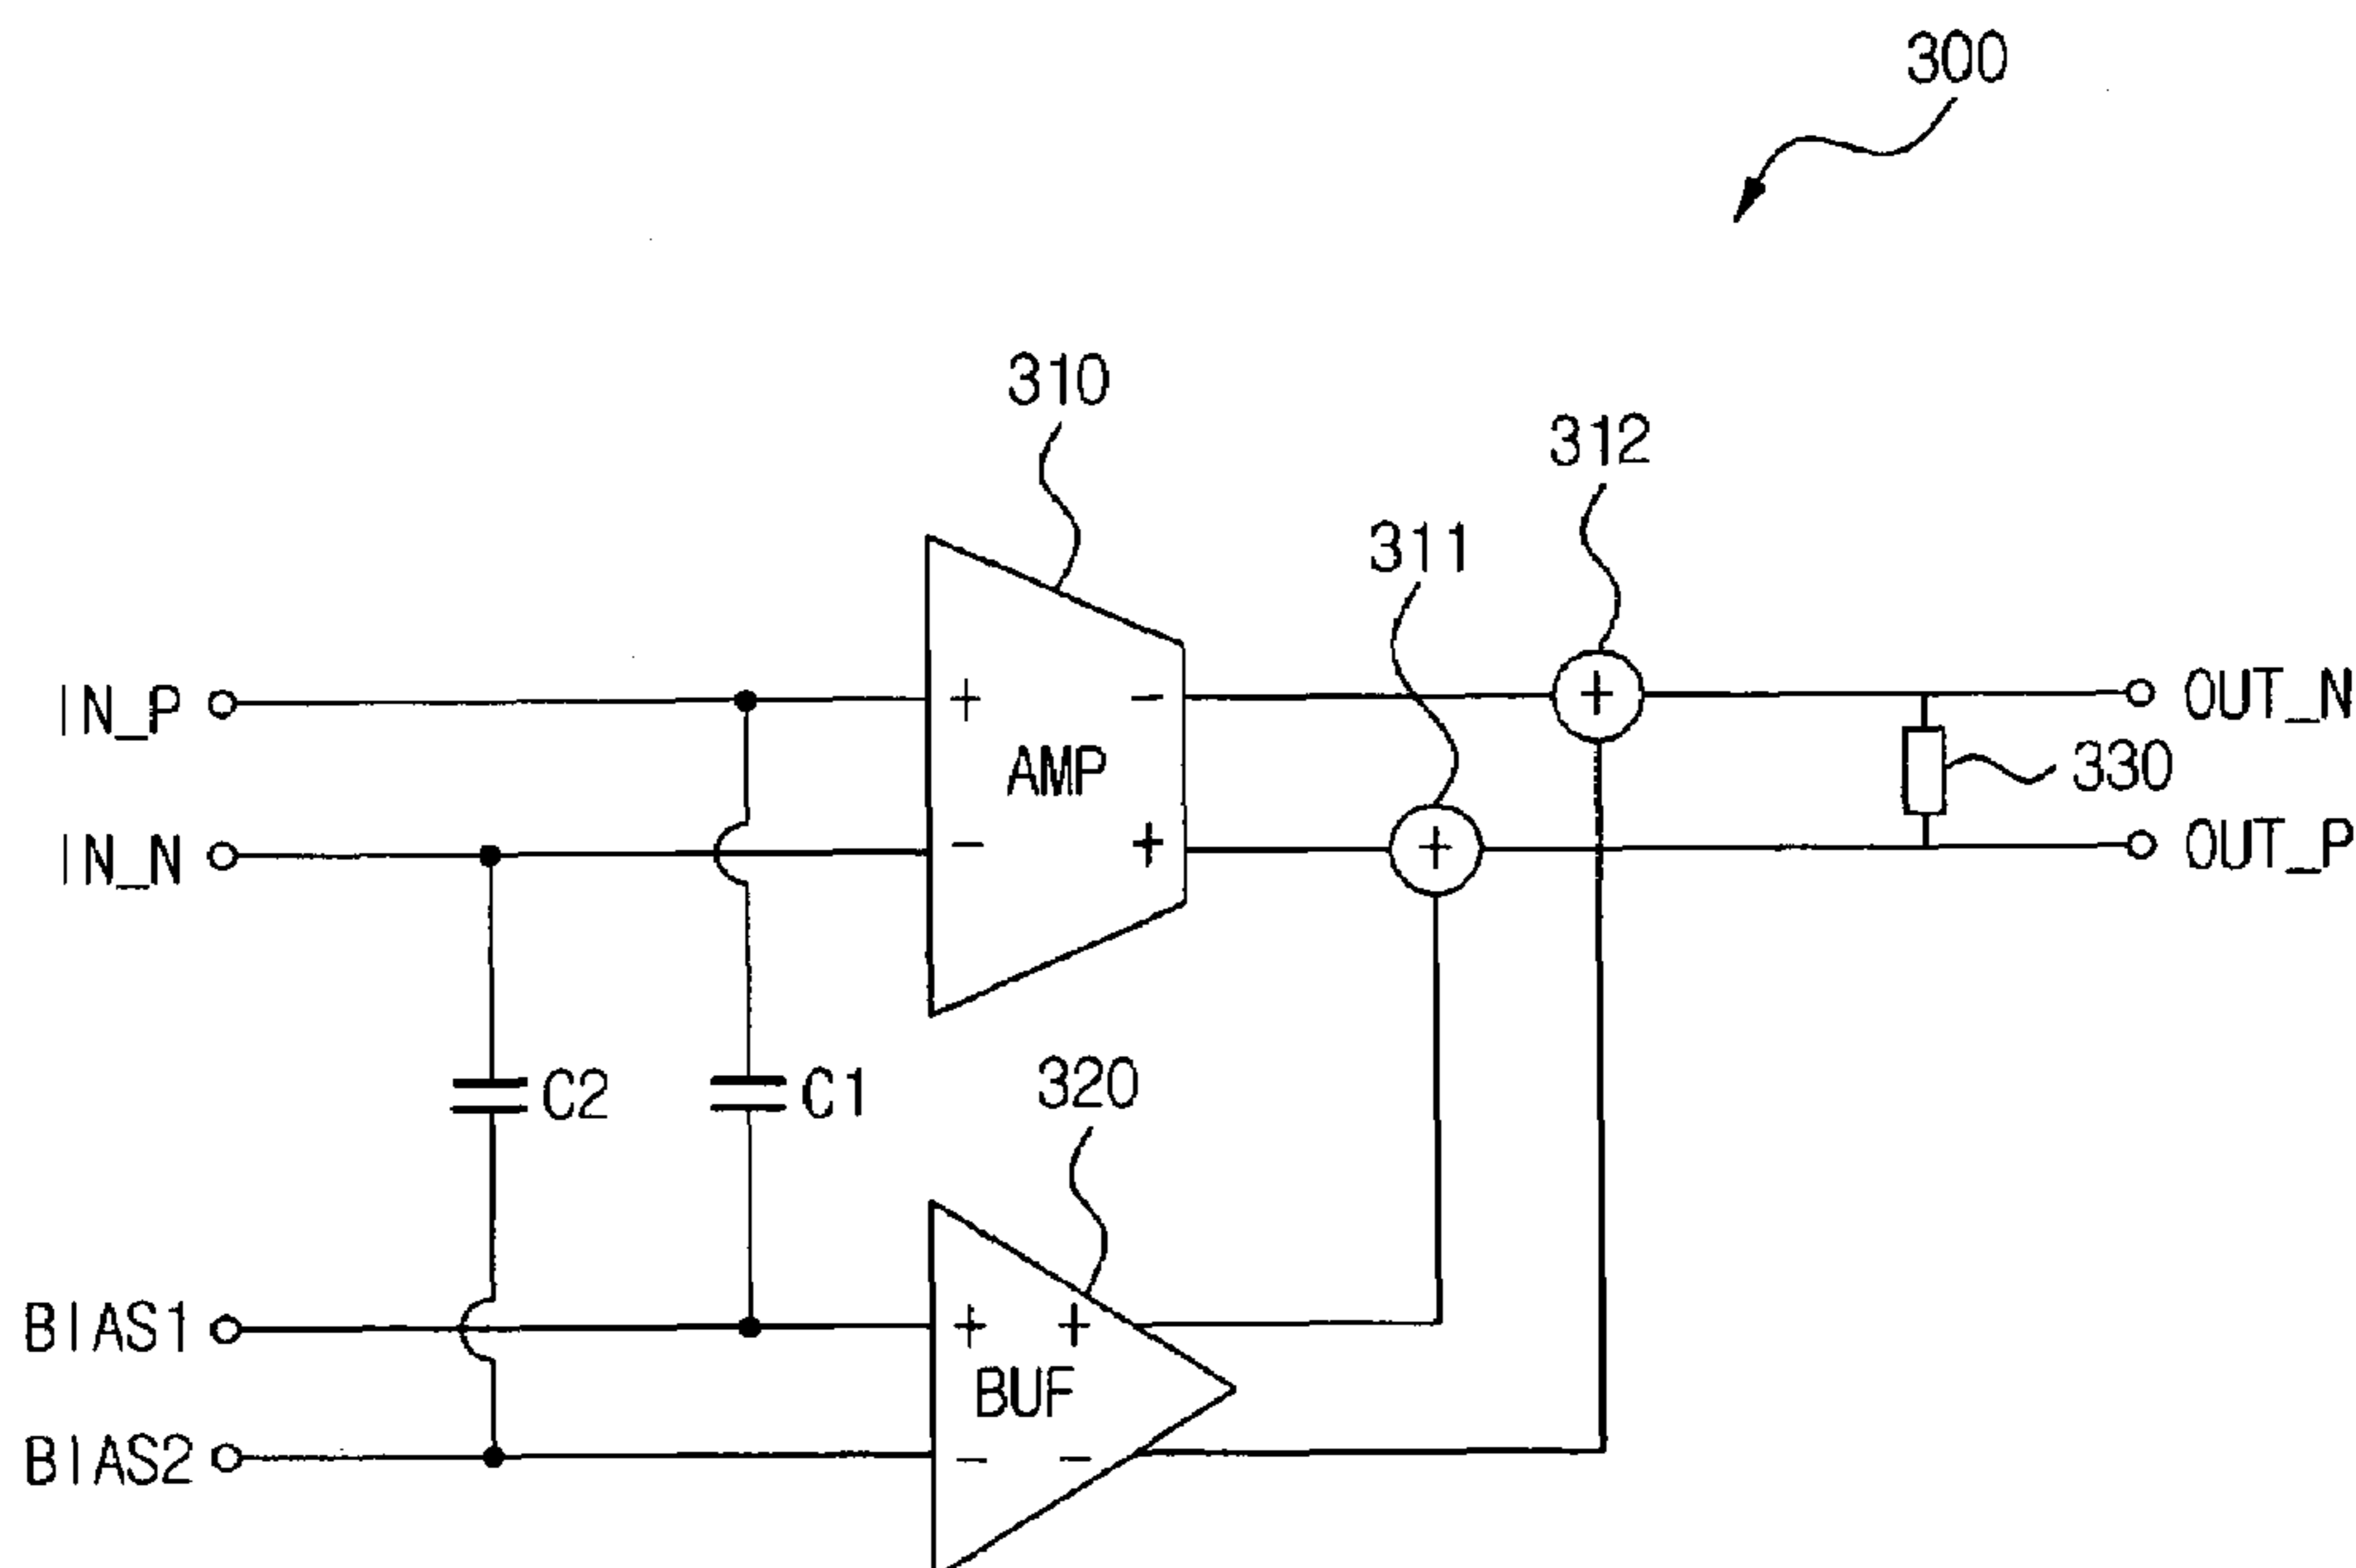 300
310
312
311
IN_P
+
-
+
OUT_N
AMP
330
IN_N
-
+
+
OUT_P
C2
C1
320
BIAS1
+
+
BUF
BIAS2
-
-